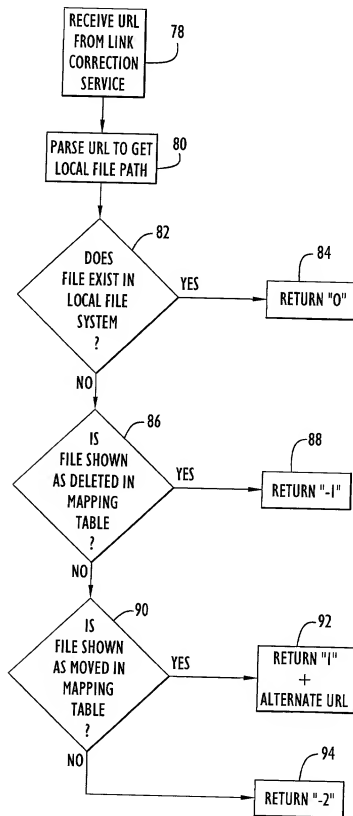 RECEIVE URL
FROM LINK
CORRECTION
SERVICE
78
PARSE URL TO GET
LOCAL FILE PATH
80
82
DOES
FILE EXIST IN
LOCAL FILE
SYSTEM
?
YES
84
RETURN "0"
NO
86
IS
FILE SHOWN
AS DELETED IN
MAPPING
TABLE
?
YES
88
RETURN "-1"
NO
90
IS
FILE SHOWN
AS MOVED IN
MAPPING
TABLE
?
YES
92
RETURN "1"
+
ALTERNATE URL
NO
94
RETURN "-2"